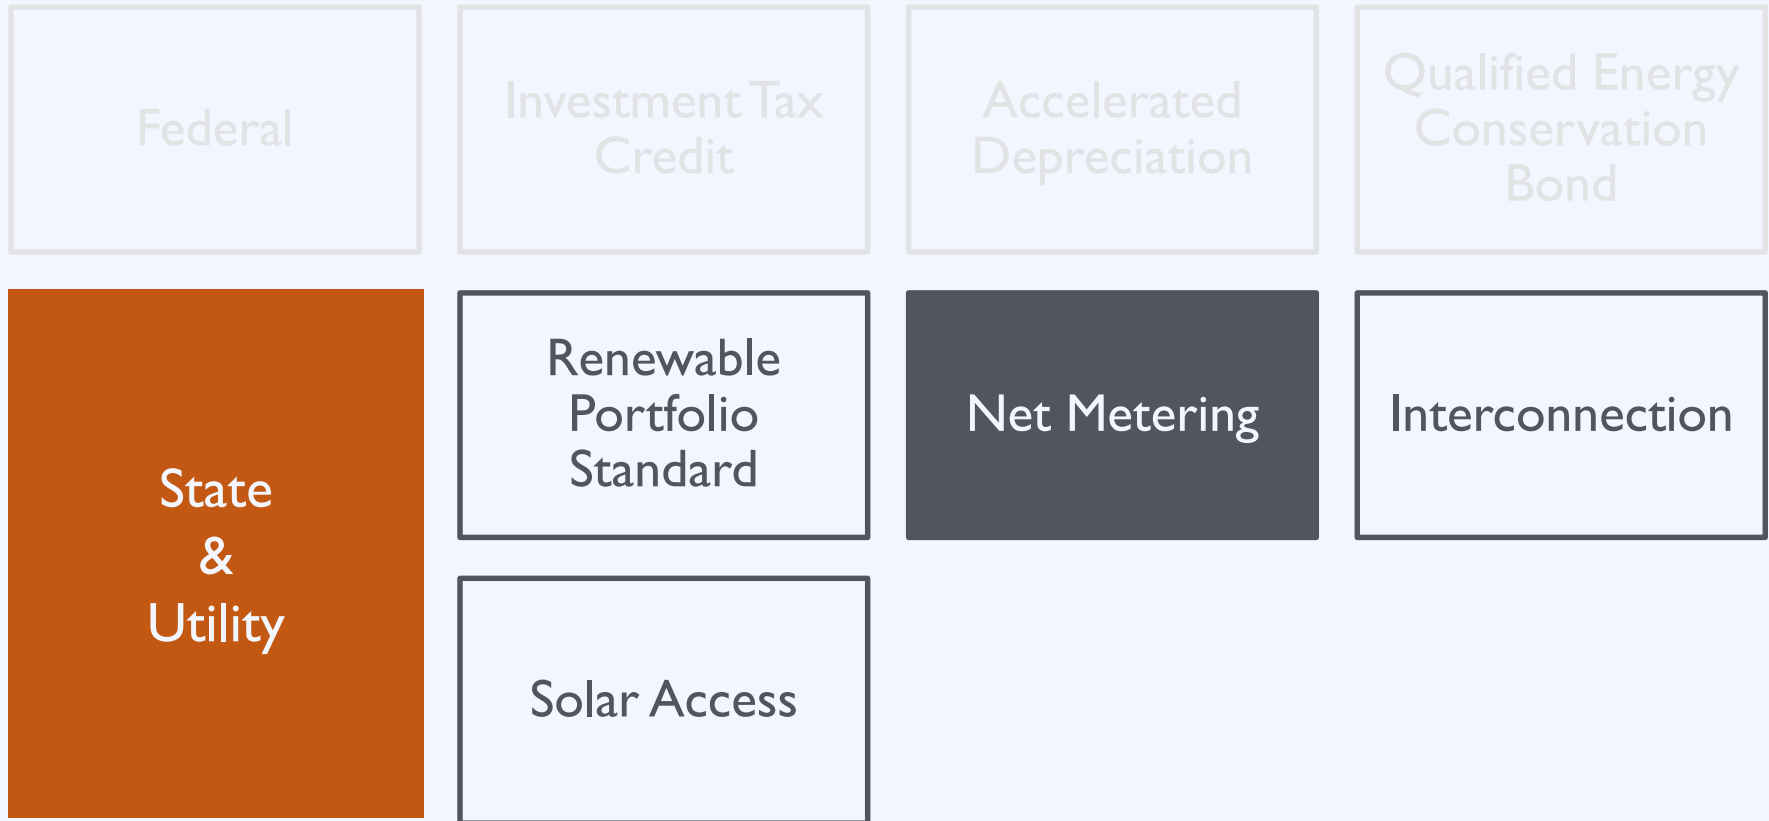 Federal
Investment Tax
Credit
Accelerated
Depreciation
Qualified Energy
Conservation
Bond
State
&
Utility
Renewable
Portfolio
Standard
Net Metering
Interconnection
Solar Access